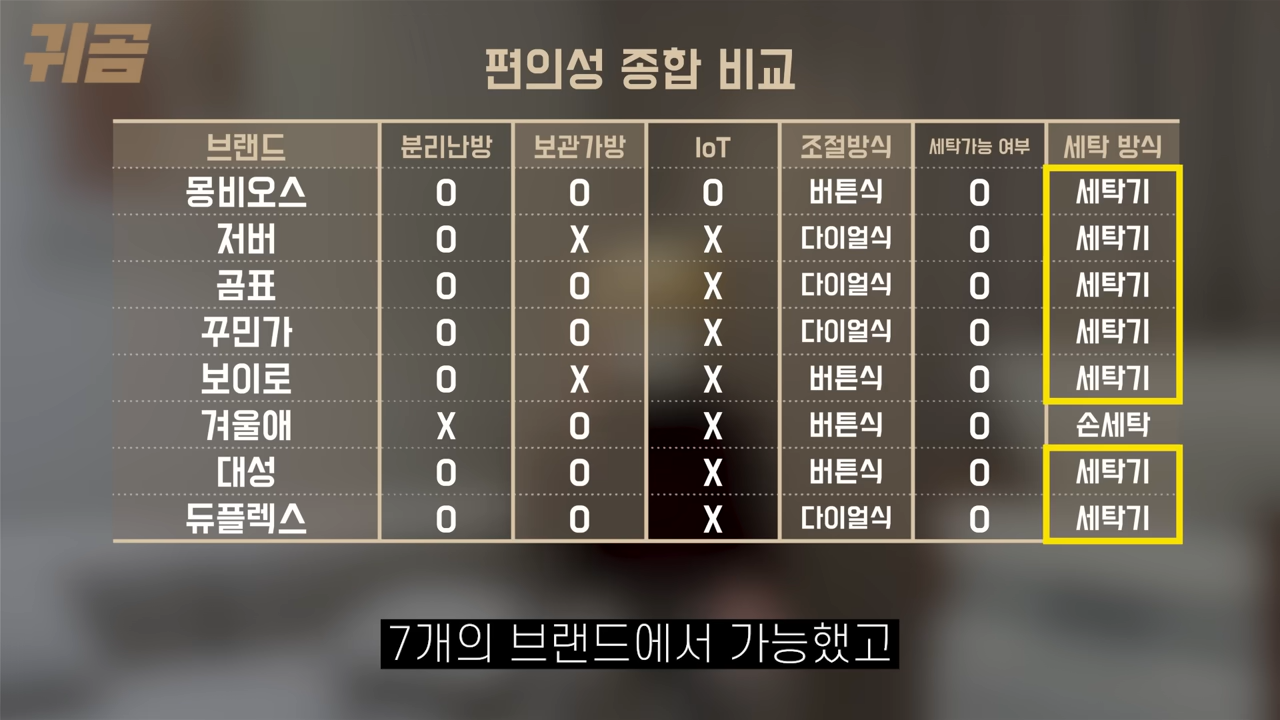 귀곰
편의성 종합 비교
브랜드 분리난방 보관가방 IoT 조절방식 세탁가능 여부 세탁 방식
몽비오스 O O O 버튼식 O 세탁기
저버 O X X 다이얼식 O 세탁기
곰표 O O X 다이얼식 O 세탁기
꾸민가 O O X 다이얼식 O 세탁기
보이로 O X X 버튼식 O 세탁기
겨울애 X O X 버튼식 O 손세탁
대성 O O X 버튼식 O 세탁기
듀플렉스 O O X 다이얼식 O 세탁기
7개의 브랜드에서 가능했고